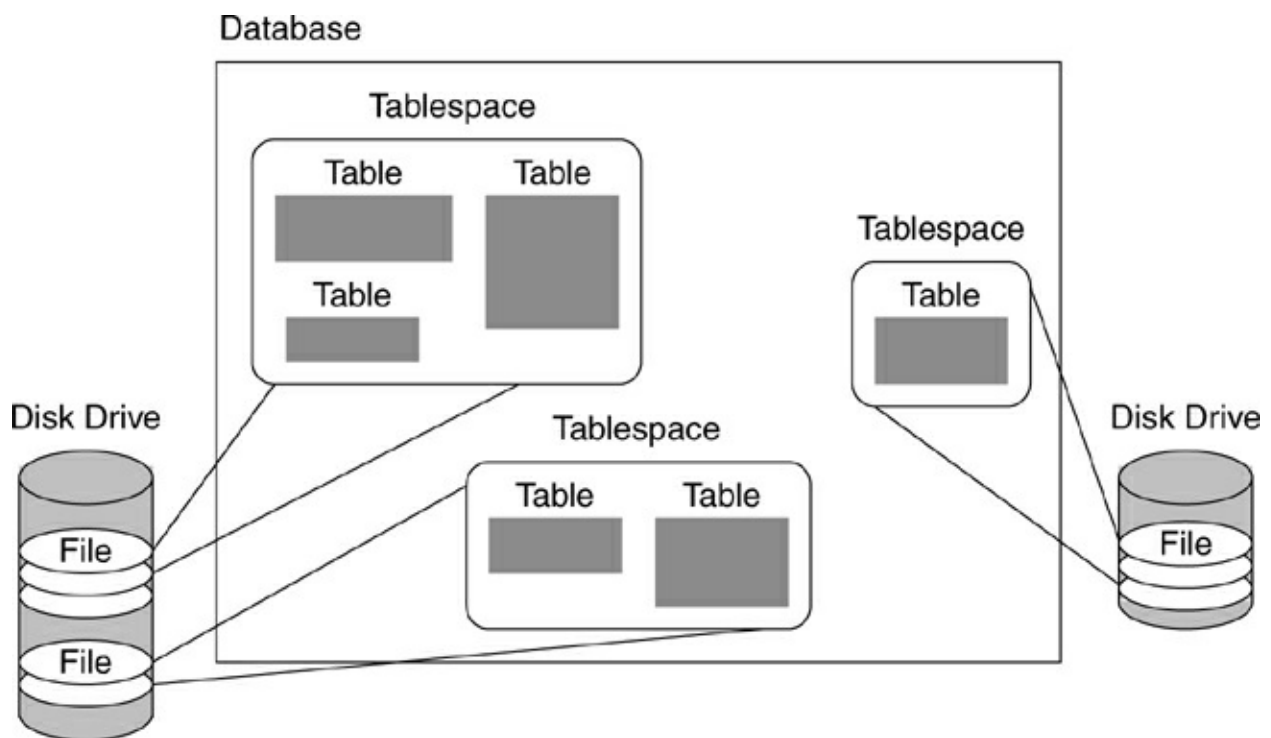 Database
Tablespace
Table
Table
Table
Tablespace
Table
Disk Drive
File
File
Tablespace
Table
Table
Disk Drive
File